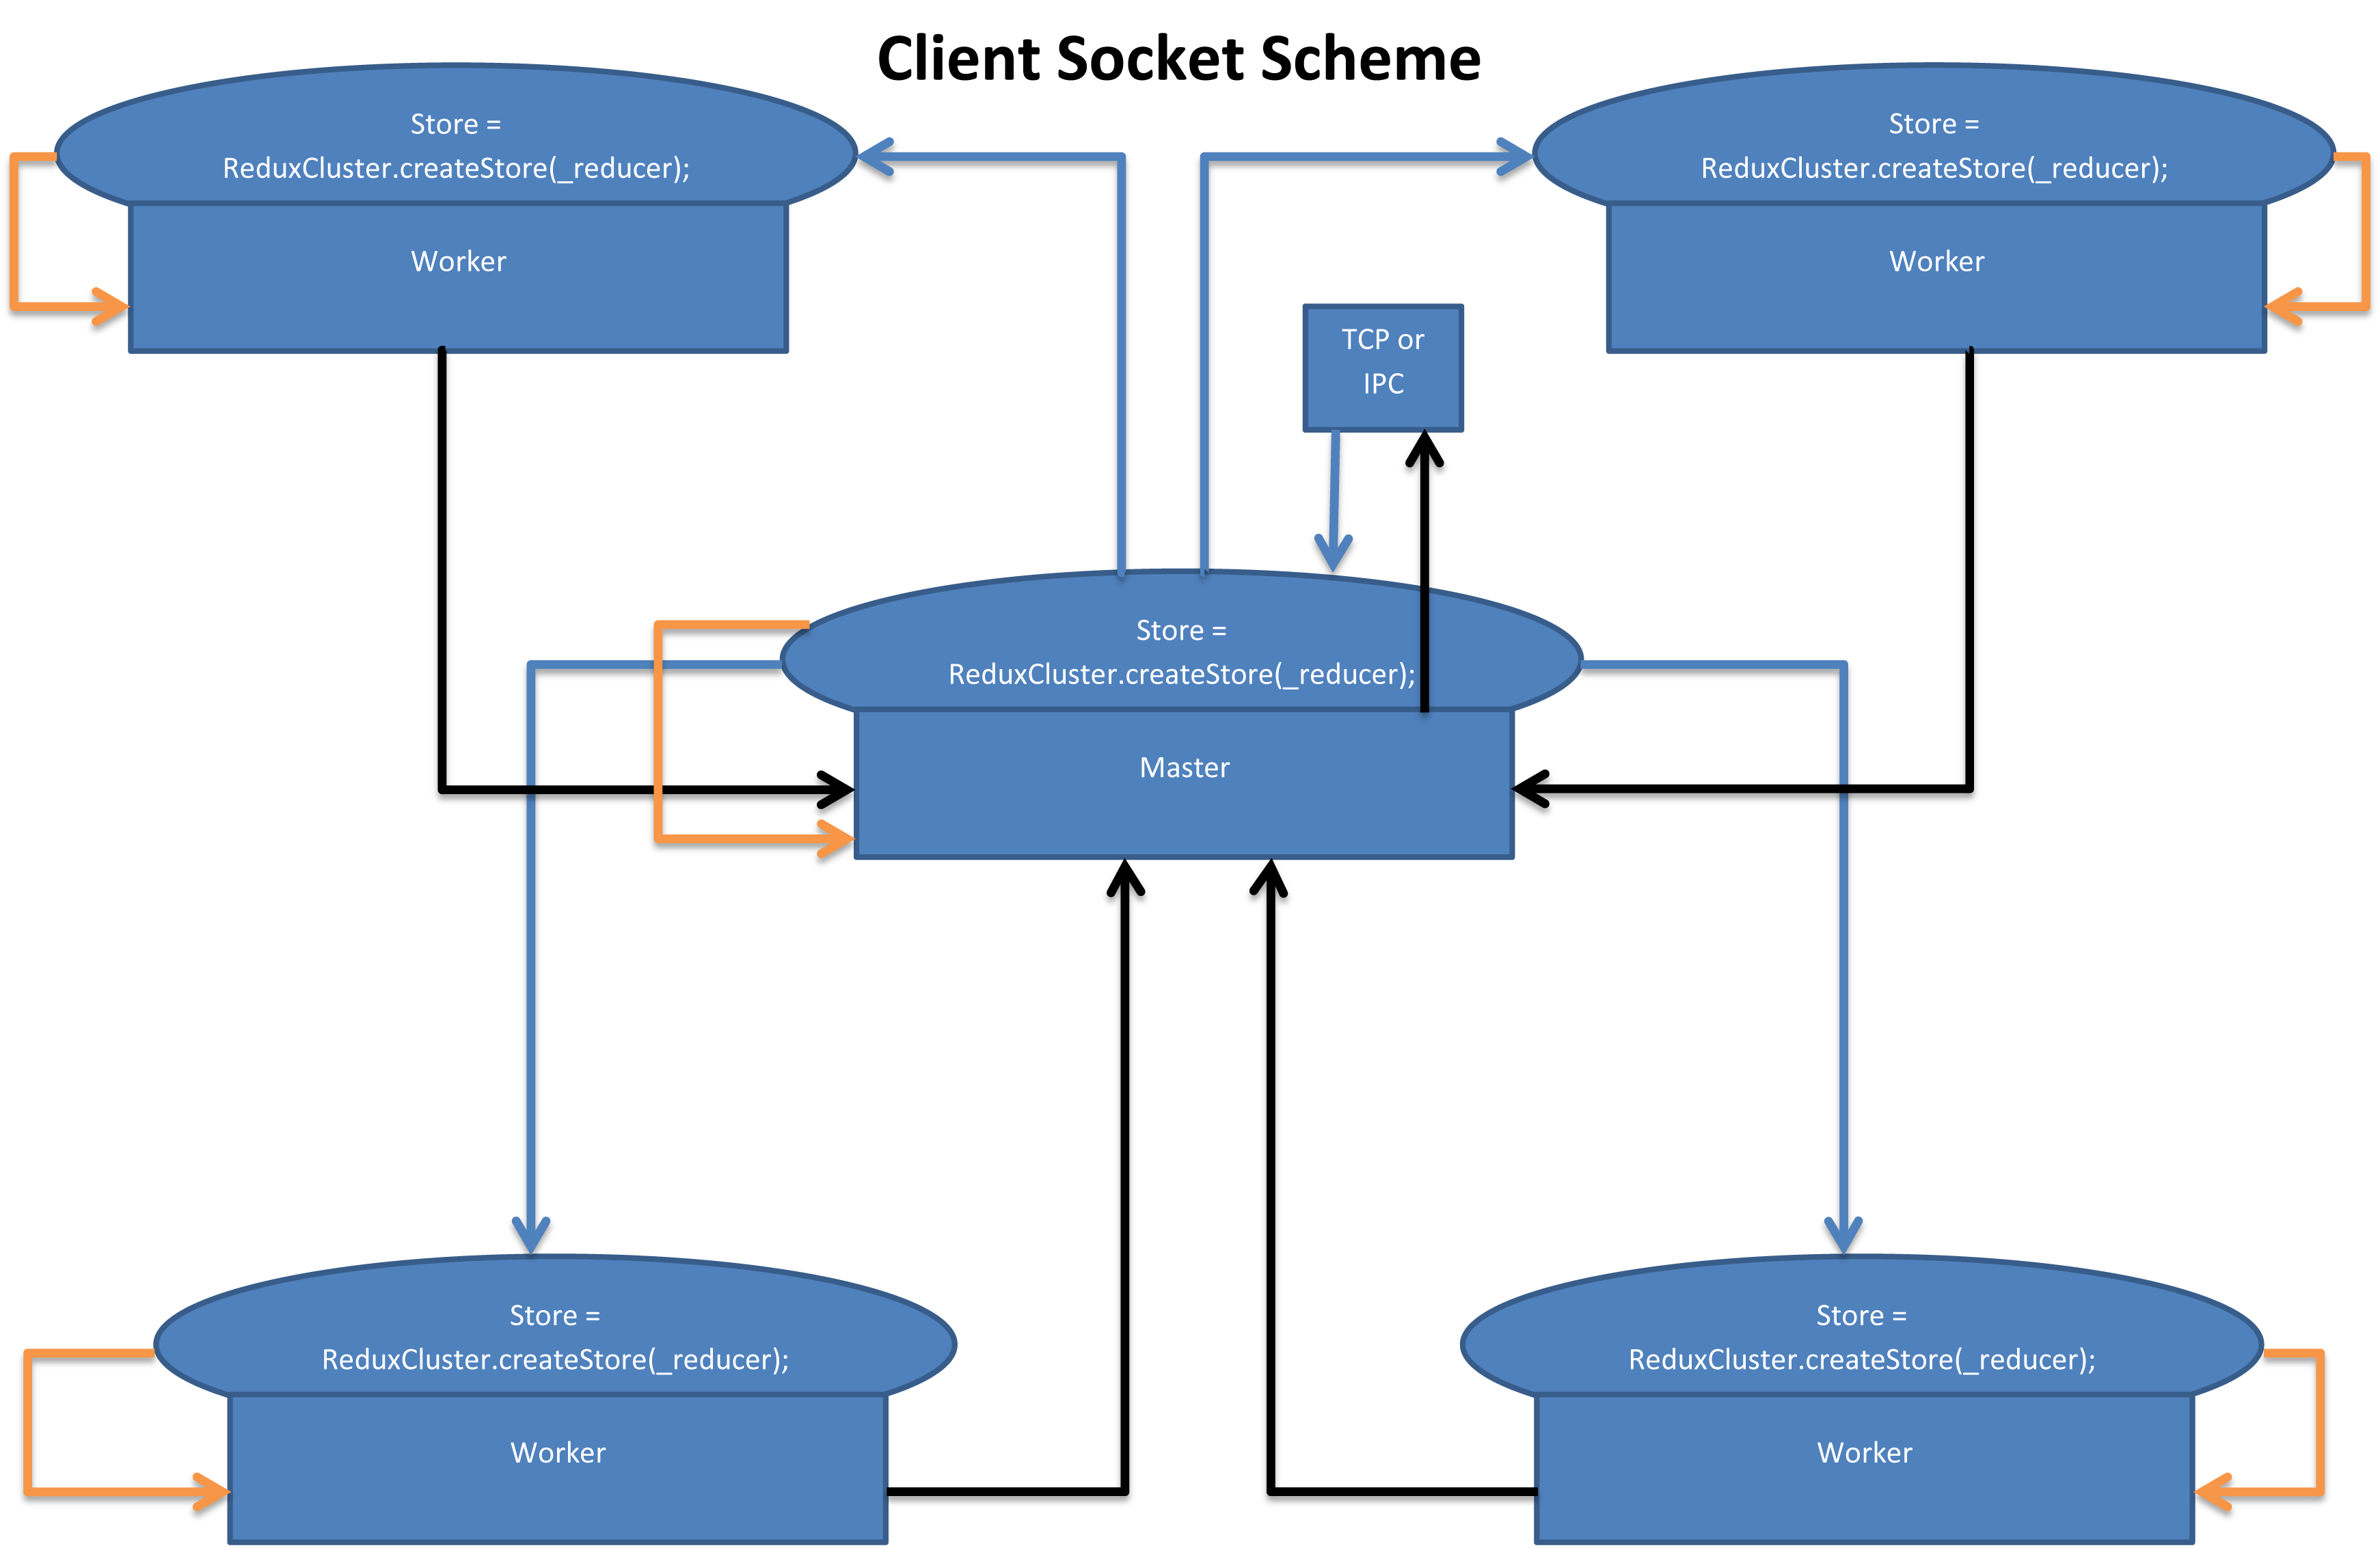 Client Socket Scheme
Store =
ReduxCluster.createStore(_reducer);
Worker
Store =
ReduxCluster.createStore(_reducer);
Worker
TCP or
IPC
Store =
ReduxCluster.createStore(_reducer);
Master
Store =
ReduxCluster.createStore(_reducer);
Worker
Store =
ReduxCluster.createStore(_reducer);
Worker